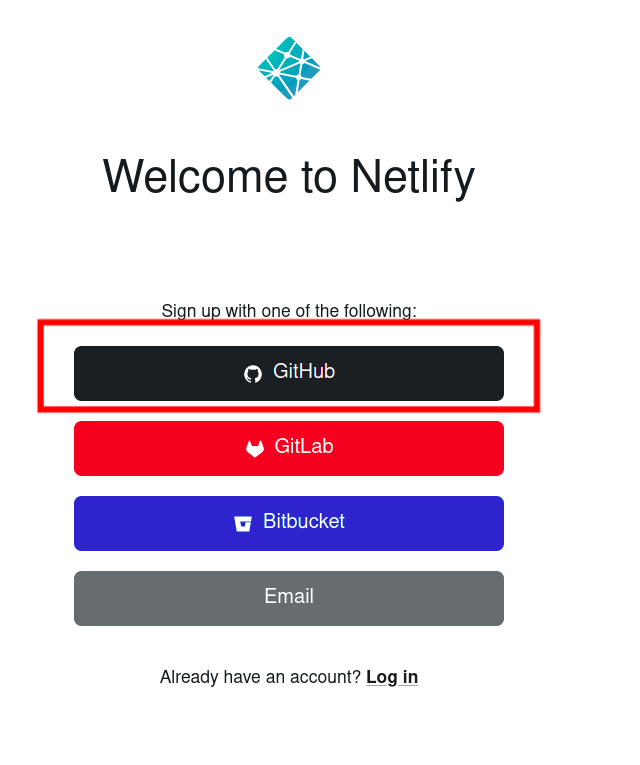 Welcome to Netlify
Sign up with one of the following:
GitHub
GitLab
Bitbucket
Email
Already have an account? Log in